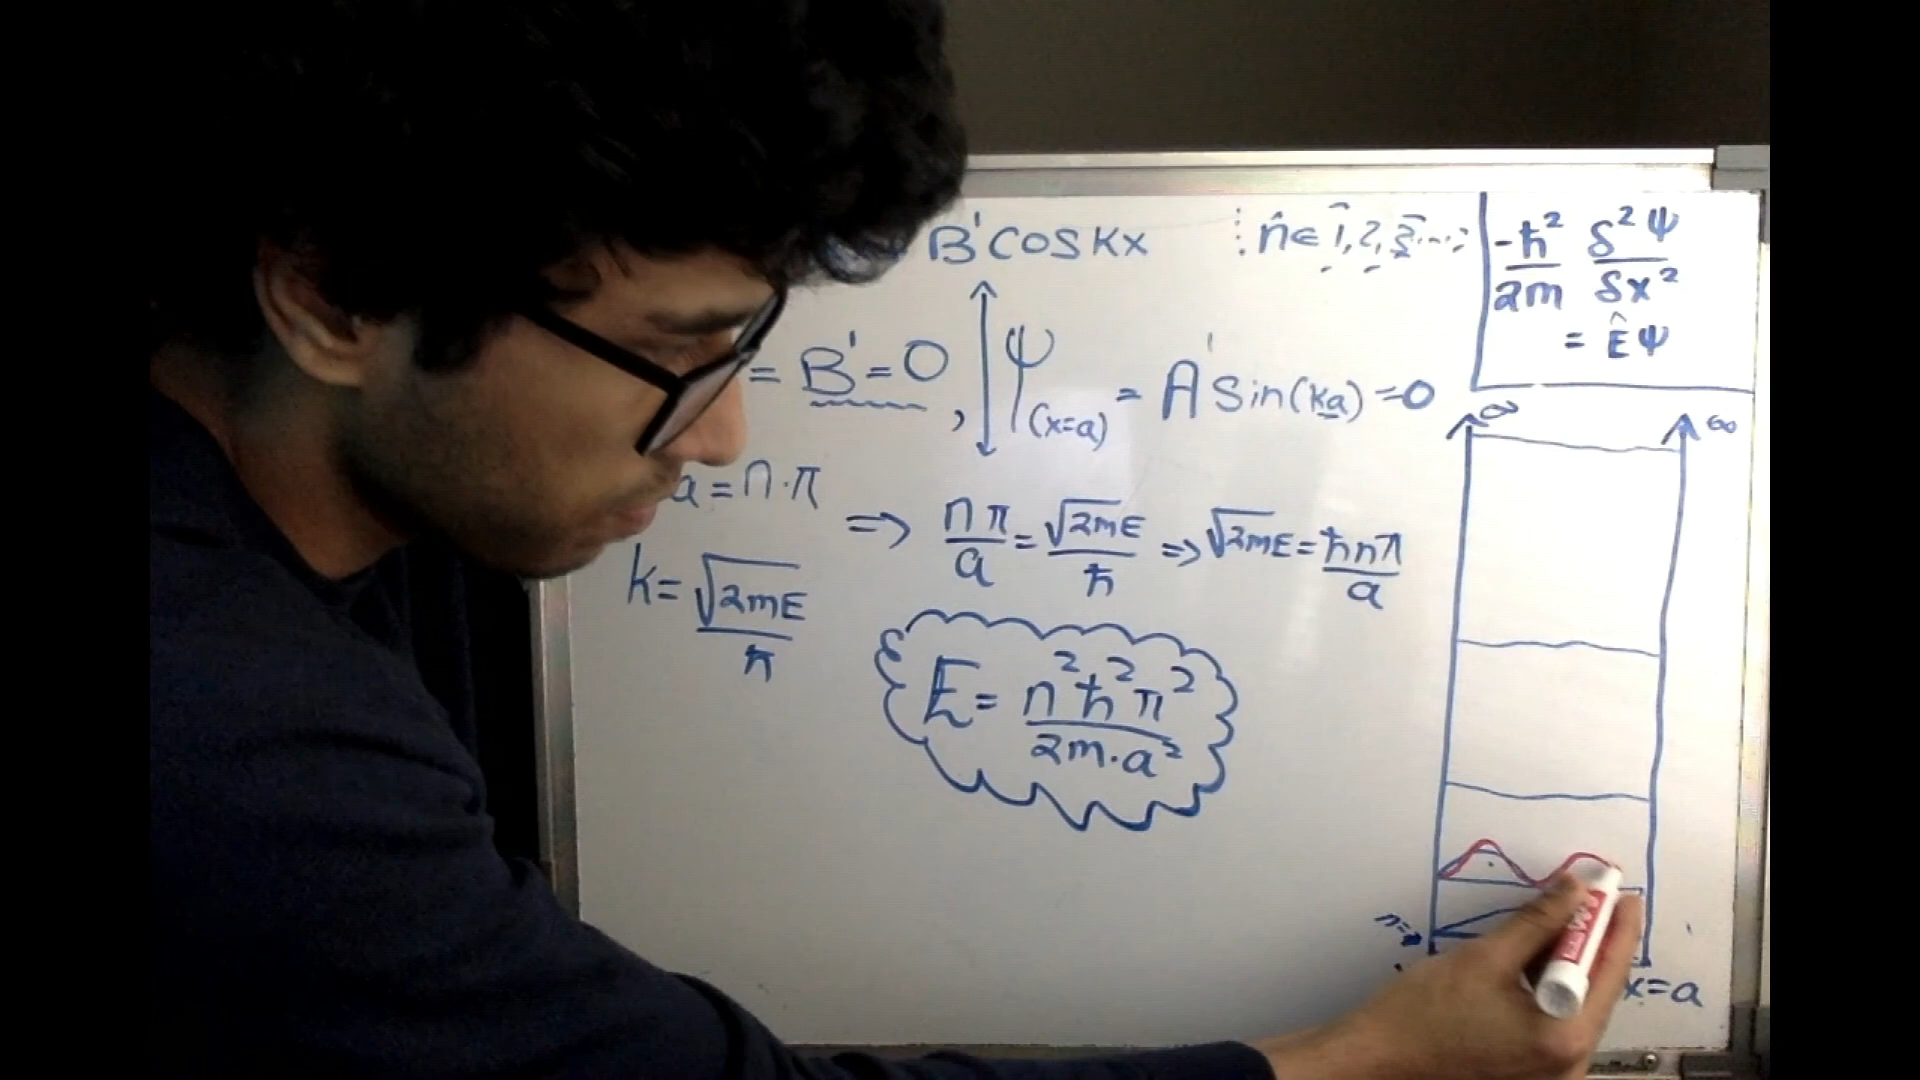 B' cos kx ⋮ n̂ ∈ 1, 2, 3....;
= B' = 0 , ψ(x=a) = A' Sin(ka) = 0
a = n·π
⇒ nπ/a = √2mE/ħ ⇒ √2mE = ħnπ/a
k = √2mE/ħ
E = n²ħ²π²/2m·a²
-ħ²/2m δ²ψ/δx²
= Êψ
∞ ∞
n=
x=a